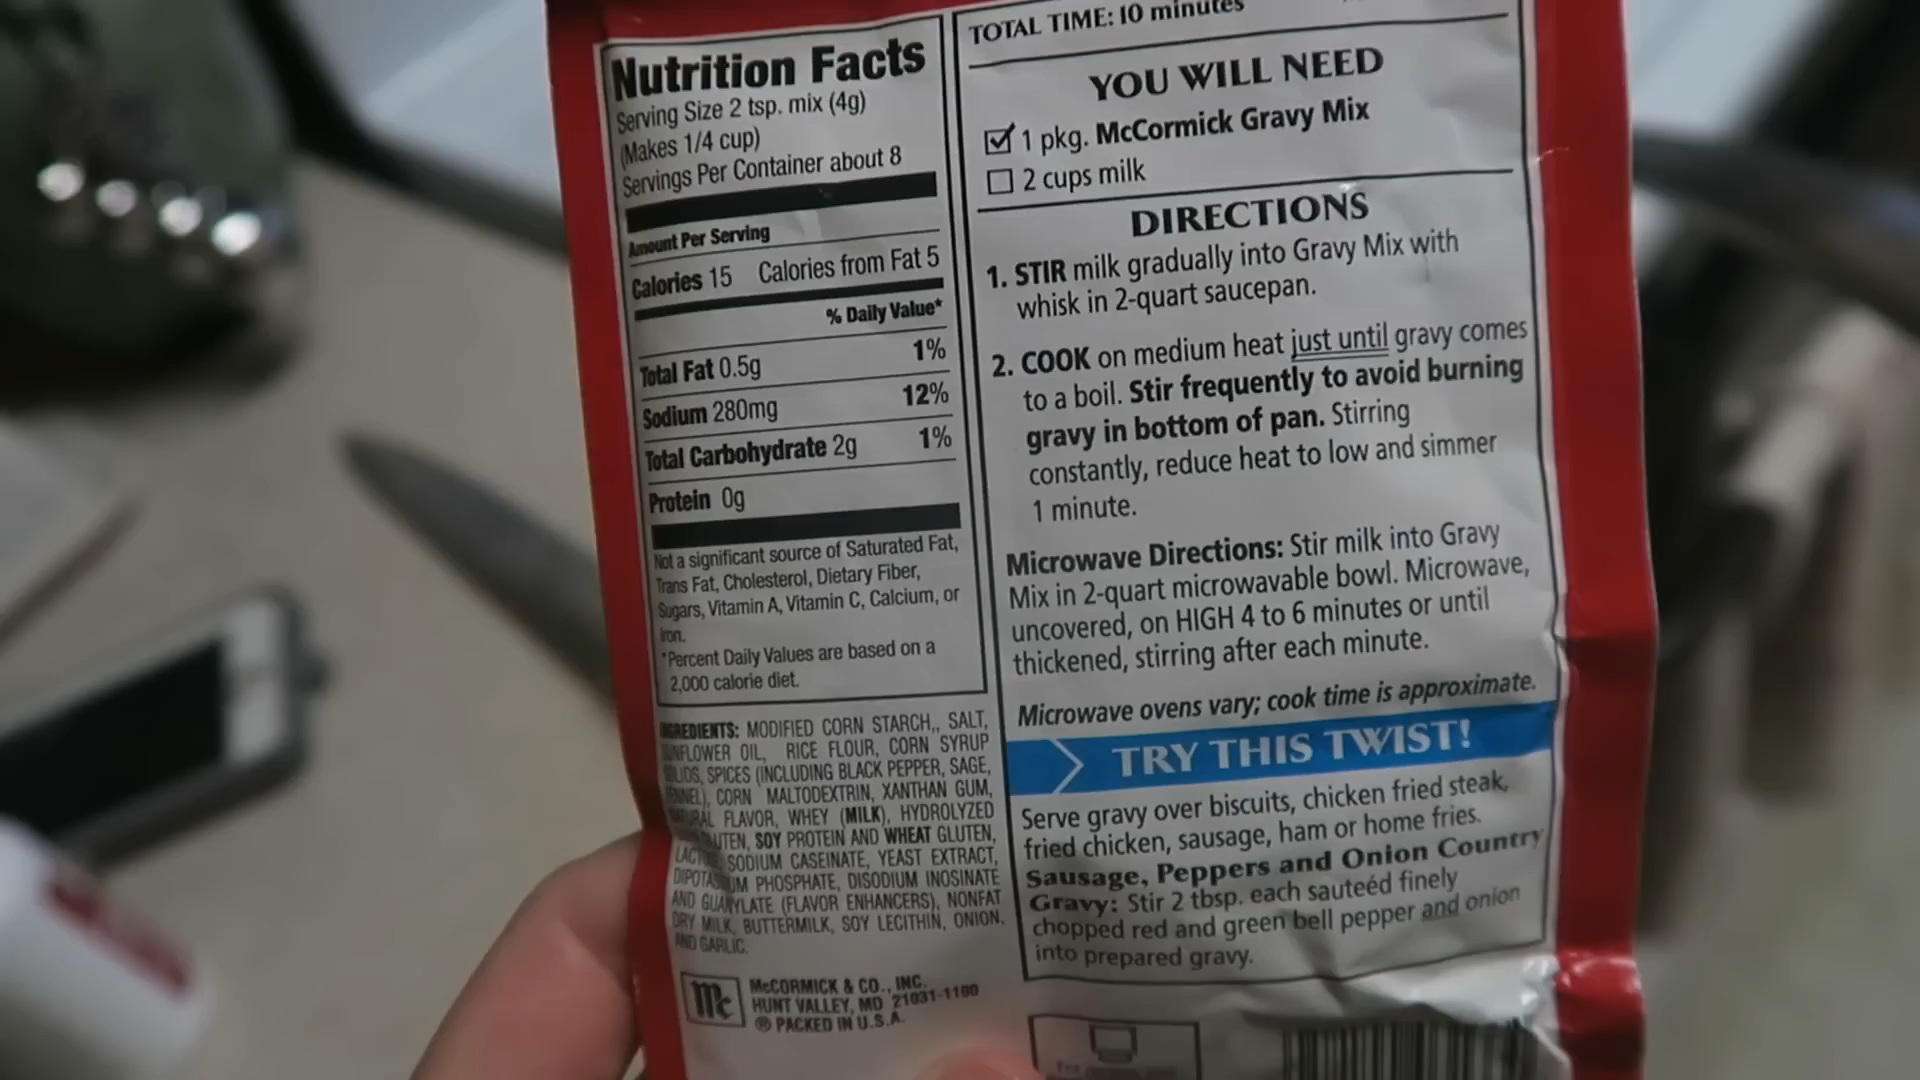 Nutrition Facts
Serving Size 2 tsp. mix (4g)
(Makes 1/4 cup)
Servings Per Container about 8
Amount Per Serving
Calories 15 Calories from Fat 5
% Daily Value*
Total Fat 0.5g 1%
Sodium 280mg 12%
Total Carbohydrate 2g 1%
Protein 0g
Not a significant source of Saturated Fat,
Trans Fat, Cholesterol, Dietary Fiber,
Sugars, Vitamin A, Vitamin C, Calcium, or
Iron.
*Percent Daily Values are based on a
2,000 calorie diet.
INGREDIENTS: MODIFIED CORN STARCH,, SALT,
SUNFLOWER OIL, RICE FLOUR, CORN SYRUP
SOLIDS, SPICES (INCLUDING BLACK PEPPER, SAGE,
FENNEL), CORN MALTODEXTRIN, XANTHAN GUM,
NATURAL FLAVOR, WHEY (MILK), HYDROLYZED
GLUTEN, SOY PROTEIN AND WHEAT GLUTEN,
LACTOSE, SODIUM CASEINATE, YEAST EXTRACT,
DIPOTASSIUM PHOSPHATE, DISODIUM INOSINATE
AND GUANYLATE (FLAVOR ENHANCERS), NONFAT
DRY MILK, BUTTERMILK, SOY LECITHIN, ONION,
AND GARLIC.
Mc
McCORMICK & CO., INC.
HUNT VALLEY, MD 21031-1100
® PACKED IN U.S.A.
TOTAL TIME: 10 minutes
YOU WILL NEED
1 pkg. McCormick Gravy Mix
2 cups milk
DIRECTIONS
1. STIR milk gradually into Gravy Mix with
whisk in 2-quart saucepan.
2. COOK on medium heat just until gravy comes
to a boil. Stir frequently to avoid burning
gravy in bottom of pan. Stirring
constantly, reduce heat to low and simmer
1 minute.
Microwave Directions: Stir milk into Gravy
Mix in 2-quart microwavable bowl. Microwave,
uncovered, on HIGH 4 to 6 minutes or until
thickened, stirring after each minute.
Microwave ovens vary; cook time is approximate.
TRY THIS TWIST!
Serve gravy over biscuits, chicken fried steak,
fried chicken, sausage, ham or home fries.
Sausage, Peppers and Onion Country
Gravy: Stir 2 tbsp. each sauteéd finely
chopped red and green bell pepper and onion
into prepared gravy.